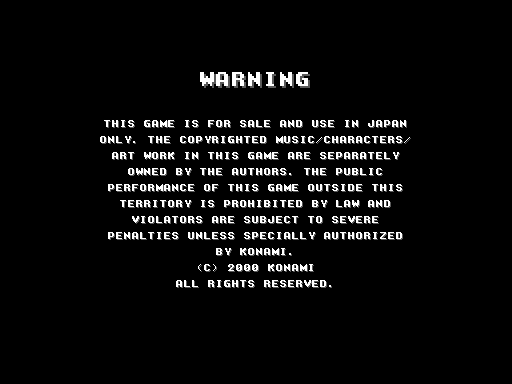 WARNING
THIS GAME IS FOR SALE AND USE IN JAPAN
ONLY. THE COPYRIGHTED MUSIC/CHARACTERS/
ART WORK IN THIS GAME ARE SEPARATELY
OWNED BY THE AUTHORS. THE PUBLIC
PERFORMANCE OF THIS GAME OUTSIDE THIS
TERRITORY IS PROHIBITED BY LAW AND
VIOLATORS ARE SUBJECT TO SEVERE
PENALTIES UNLESS SPECIALLY AUTHORIZED
BY KONAMI.
(C) 2000 KONAMI
ALL RIGHTS RESERVED.